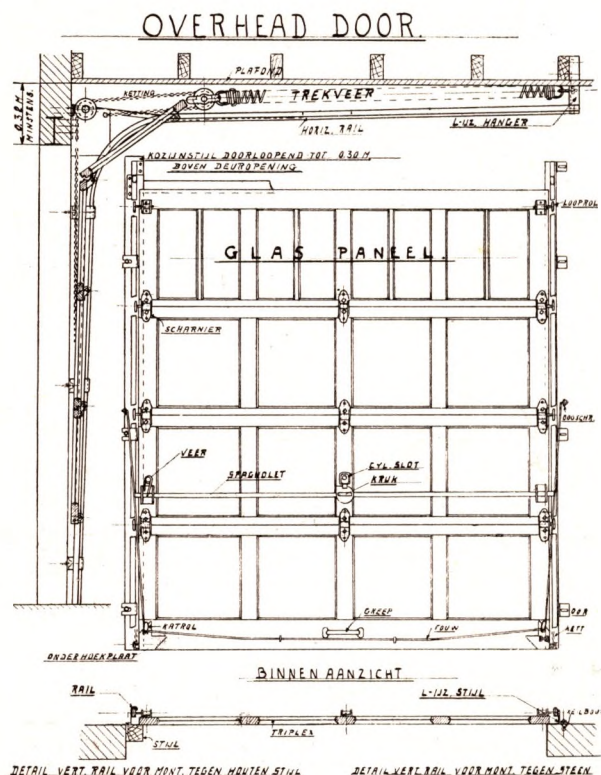 OVERHEAD DOOR.
PLAFOND
KETTING
TREKVEER
0.30 M.
MINSTENS.
HORIZ. RAIL
L-IJZ. HANGER
KOZIJNSTIJL DOORLOOPEND TOT 0.30 M.
BOVEN DEUROPENING
LOOPROL
GLAS PANEEL.
SCHARNIER
VEER
CYL. SLOT
SPAGNOLET
KRUK
GREEP
KATROL
TOUW
KETT
ONDERHOEKPLAAT
BINNEN AANZICHT
RAIL
L-IJZ. STIJL
TRIPLEX
STIJL
DETAIL VERT. RAIL VOOR MONT. TEGEN HOUTEN STIJL
DETAIL VERT. RAIL VOOR MONT. TEGEN STEEN